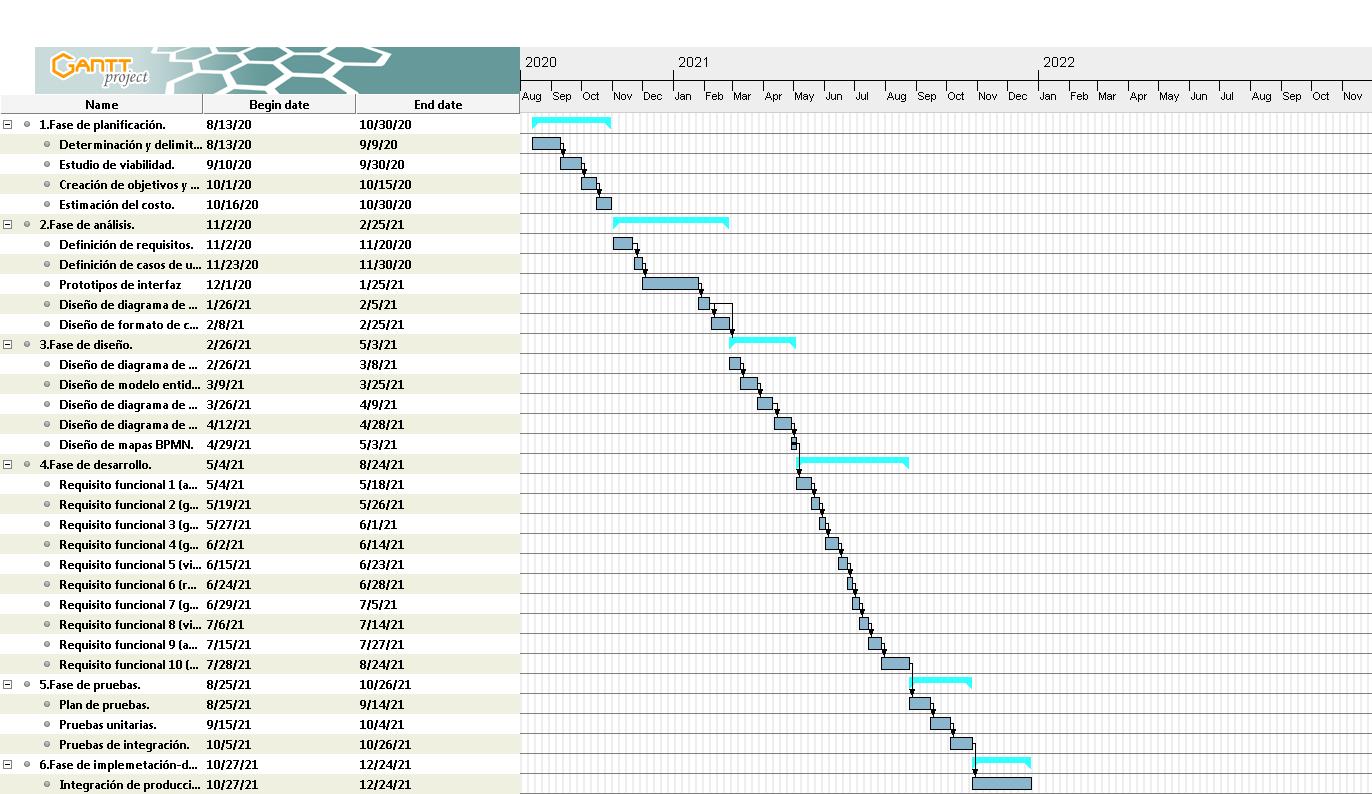 GANTT project
2020 2021 2022
Name Begin date End date Aug Sep Oct Nov Dec Jan Feb Mar Apr May Jun Jul Aug Sep Oct Nov Dec Jan Feb Mar Apr May Jun Jul Aug Sep Oct Nov
1.Fase de planificación. 8/13/20 10/30/20
Determinación y delimit... 8/13/20 9/9/20
Estudio de viabilidad. 9/10/20 9/30/20
Creación de objetivos y ... 10/1/20 10/15/20
Estimación del costo. 10/16/20 10/30/20
2.Fase de análisis. 11/2/20 2/25/21
Definición de requisitos. 11/2/20 11/20/20
Definición de casos de u... 11/23/20 11/30/20
Prototipos de interfaz 12/1/20 1/25/21
Diseño de diagrama de ... 1/26/21 2/5/21
Diseño de formato de c... 2/8/21 2/25/21
3.Fase de diseño. 2/26/21 5/3/21
Diseño de diagrama de ... 2/26/21 3/8/21
Diseño de modelo entid... 3/9/21 3/25/21
Diseño de diagrama de ... 3/26/21 4/9/21
Diseño de diagrama de ... 4/12/21 4/28/21
Diseño de mapas BPMN. 4/29/21 5/3/21
4.Fase de desarrollo. 5/4/21 8/24/21
Requisito funcional 1 (a... 5/4/21 5/18/21
Requisito funcional 2 (g... 5/19/21 5/26/21
Requisito funcional 3 (g... 5/27/21 6/1/21
Requisito funcional 4 (g... 6/2/21 6/14/21
Requisito funcional 5 (vi... 6/15/21 6/23/21
Requisito funcional 6 (r... 6/24/21 6/28/21
Requisito funcional 7 (g... 6/29/21 7/5/21
Requisito funcional 8 (vi... 7/6/21 7/14/21
Requisito funcional 9 (a... 7/15/21 7/27/21
Requisito funcional 10 (... 7/28/21 8/24/21
5.Fase de pruebas. 8/25/21 10/26/21
Plan de pruebas. 8/25/21 9/14/21
Pruebas unitarias. 9/15/21 10/4/21
Pruebas de integración. 10/5/21 10/26/21
6.Fase de implemetación-d... 10/27/21 12/24/21
Integración de producci... 10/27/21 12/24/21